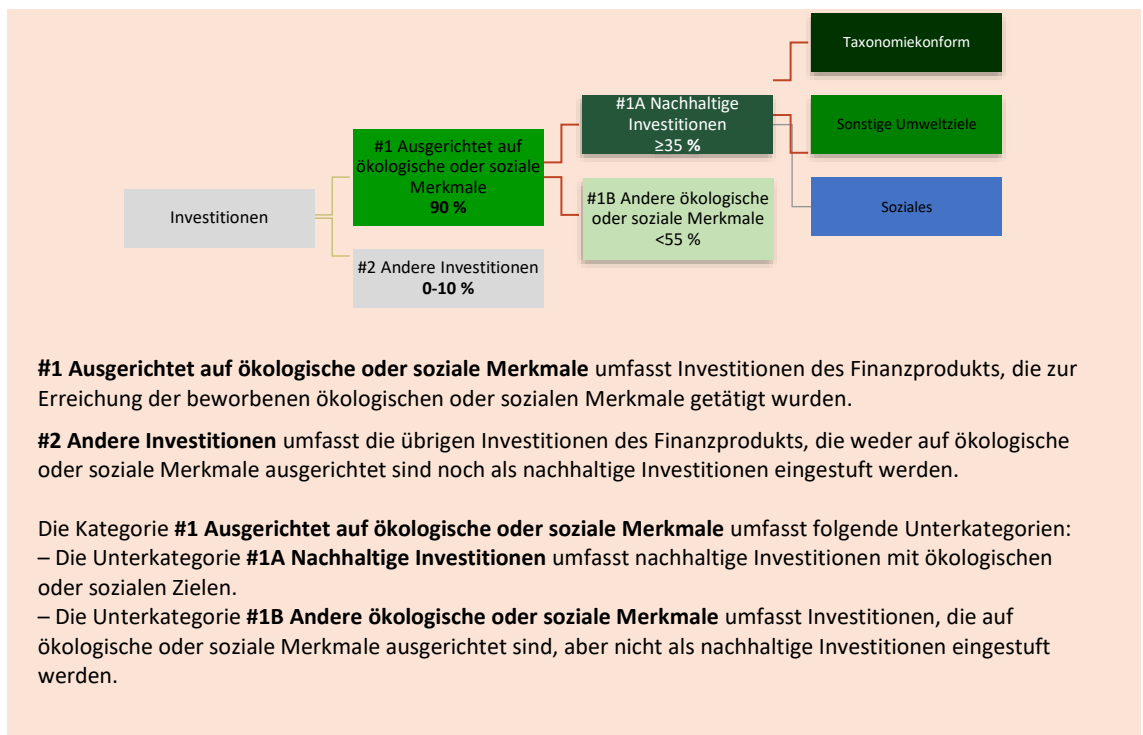 Taxonomiekonform
#1A Nachhaltige
Investitionen
≥35 %
Sonstige Umweltziele
#1 Ausgerichtet auf
ökologische oder soziale
Merkmale
90 %
#1B Andere ökologische
oder soziale Merkmale
<55 %
Soziales
Investitionen
#2 Andere Investitionen
0-10 %
#1 Ausgerichtet auf ökologische oder soziale Merkmale umfasst Investitionen des Finanzprodukts, die zur
Erreichung der beworbenen ökologischen oder sozialen Merkmale getätigt wurden.
#2 Andere Investitionen umfasst die übrigen Investitionen des Finanzprodukts, die weder auf ökologische
oder soziale Merkmale ausgerichtet sind noch als nachhaltige Investitionen eingestuft werden.
Die Kategorie #1 Ausgerichtet auf ökologische oder soziale Merkmale umfasst folgende Unterkategorien:
– Die Unterkategorie #1A Nachhaltige Investitionen umfasst nachhaltige Investitionen mit ökologischen
oder sozialen Zielen.
– Die Unterkategorie #1B Andere ökologische oder soziale Merkmale umfasst Investitionen, die auf
ökologische oder soziale Merkmale ausgerichtet sind, aber nicht als nachhaltige Investitionen eingestuft
werden.